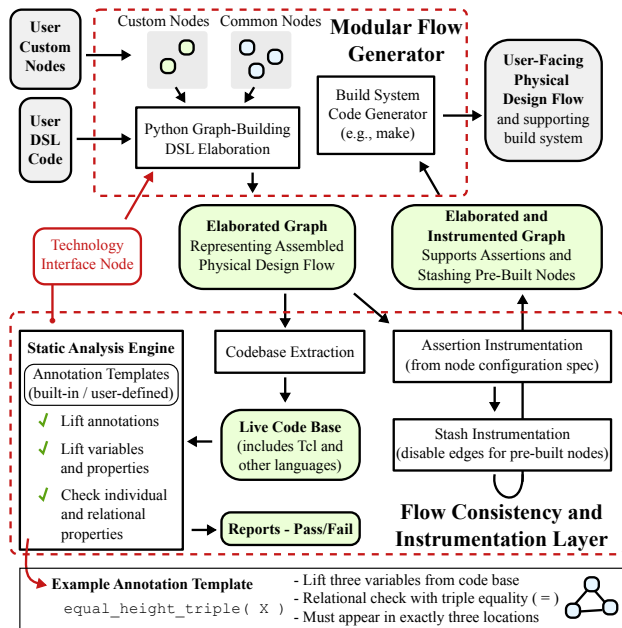 User
Custom
Nodes
Custom Nodes
Common Nodes
Modular Flow
Generator
User
DSL
Code
Python Graph-Building
DSL Elaboration
Build System
Code Generator
(e.g., make)
User-Facing
Physical
Design Flow
and supporting
build system
Technology
Interface Node
Elaborated Graph
Representing Assembled
Physical Design Flow
Elaborated and
Instrumented Graph
Supports Assertions and
Stashing Pre-Built Nodes
Static Analysis Engine
Annotation Templates
(built-in / user-defined)
✓ Lift annotations
✓ Lift variables
and properties
✓ Check individual
and relational
properties
Codebase Extraction
Live Code Base
(includes Tcl and
other languages)
Reports - Pass/Fail
Assertion Instrumentation
(from node configuration spec)
Stash Instrumentation
(disable edges for pre-built nodes)
Flow Consistency and
Instrumentation Layer
Example Annotation Template
equal_height_triple( X )
- Lift three variables from code base
- Relational check with triple equality ( = )
- Must appear in exactly three locations